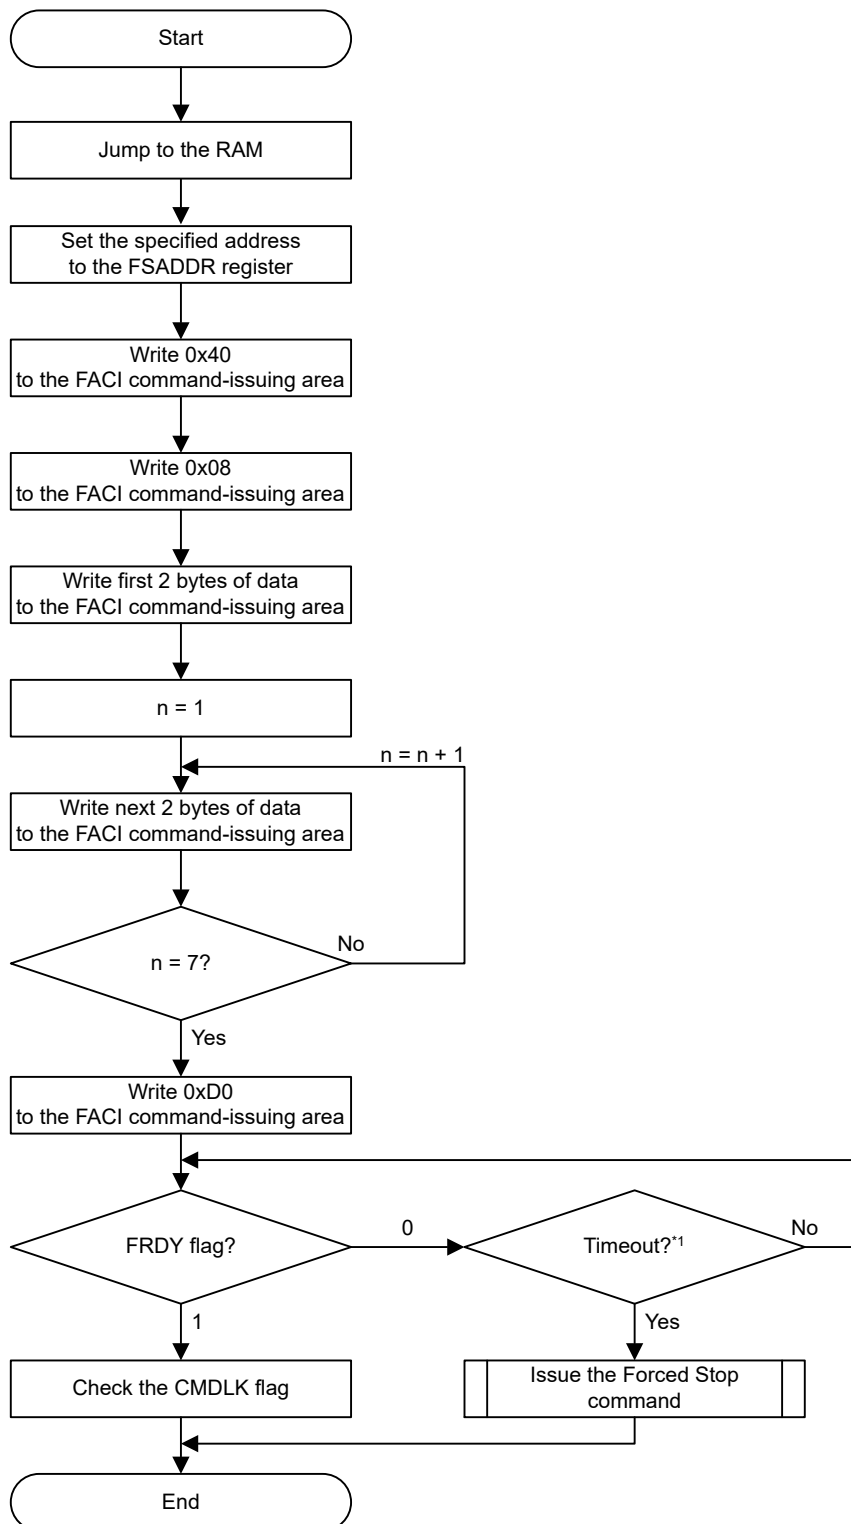 Start
Jump to the RAM
Set the specified address
to the FSADDR register
Write 0x40
to the FACI command-issuing area
Write 0x08
to the FACI command-issuing area
Write first 2 bytes of data
to the FACI command-issuing area
n = 1
n = n + 1
Write next 2 bytes of data
to the FACI command-issuing area
n = 7?
No
Yes
Write 0xD0
to the FACI command-issuing area
FRDY flag?
0
Timeout?*1
No
1
Yes
Check the CMDLK flag
Issue the Forced Stop
command
End